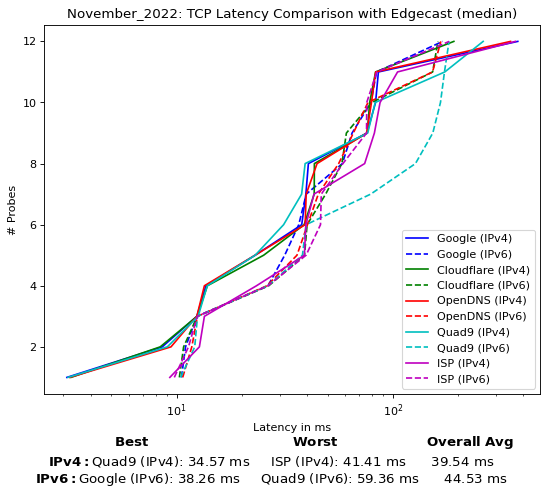 November_2022: TCP Latency Comparison with Edgecast (median)
12
10
8
6
4
2
# Probes
Google (IPv4)
Google (IPv6)
Cloudflare (IPv4)
Cloudflare (IPv6)
OpenDNS (IPv4)
OpenDNS (IPv6)
Quad9 (IPv4)
Quad9 (IPv6)
ISP (IPv4)
ISP (IPv6)
10¹ 10²
Latency in ms
Best Worst Overall Avg
IPv4: Quad9 (IPv4): 34.57 ms ISP (IPv4): 41.41 ms 39.54 ms
IPv6: Google (IPv6): 38.26 ms Quad9 (IPv6): 59.36 ms 44.53 ms